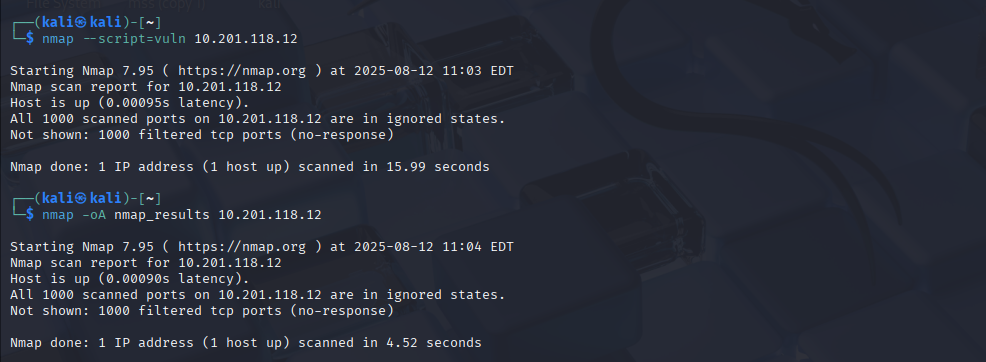 File System mss (copy 1) kali
┌──(kali㉿kali)-[~]
└─$ nmap --script=vuln 10.201.118.12
Starting Nmap 7.95 ( https://nmap.org ) at 2025-08-12 11:03 EDT
Nmap scan report for 10.201.118.12
Host is up (0.00095s latency).
All 1000 scanned ports on 10.201.118.12 are in ignored states.
Not shown: 1000 filtered tcp ports (no-response)
Nmap done: 1 IP address (1 host up) scanned in 15.99 seconds
┌──(kali㉿kali)-[~]
└─$ nmap -oA nmap_results 10.201.118.12
Starting Nmap 7.95 ( https://nmap.org ) at 2025-08-12 11:04 EDT
Nmap scan report for 10.201.118.12
Host is up (0.00090s latency).
All 1000 scanned ports on 10.201.118.12 are in ignored states.
Not shown: 1000 filtered tcp ports (no-response)
Nmap done: 1 IP address (1 host up) scanned in 4.52 seconds